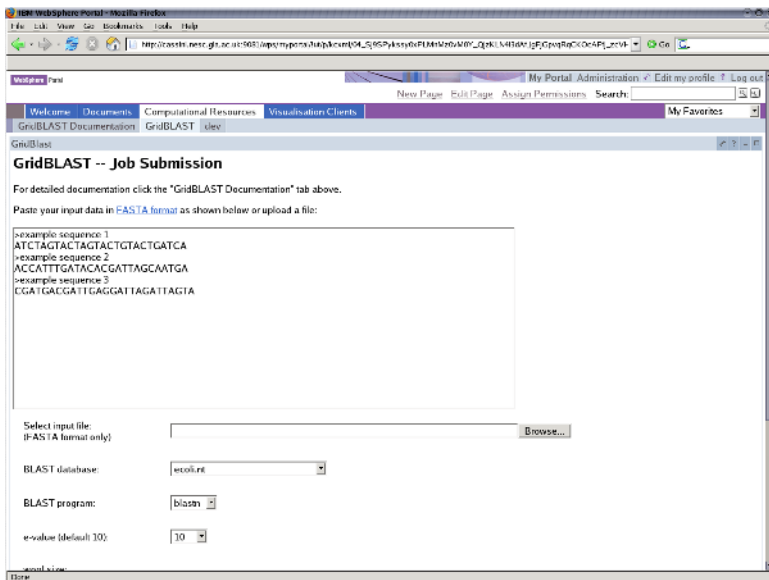 IBM WebSphere Portal - Mozilla Firefox
File Edit View Go Bookmarks Tools Help
Go
WebSphere Portal
My Portal Administration Edit my profile ? Log out
New Page Edit Page Assign Permissions Search:
Welcome Documents Computational Resources Visualisation Clients My Favorites
GridBLAST Documentation GridBLAST dev
GridBlast
GridBLAST -- Job Submission
For detailed documentation click the "GridBLAST Documentation" tab above.
Paste your input data in FASTA format as shown below or upload a file:
>example sequence 1
ATCTAGTACTAGTACTGTACTGATCA
>example sequence 2
ACCATTTGATACACGATTAGCAATGA
>example sequence 3
CGATGACGATTGAGGATTAGATTAGTA
Select input file:
(FASTA format only)
Browse...
BLAST database: ecoli.nt
BLAST program: blastn
e-value (default 10): 10
word size:
Done